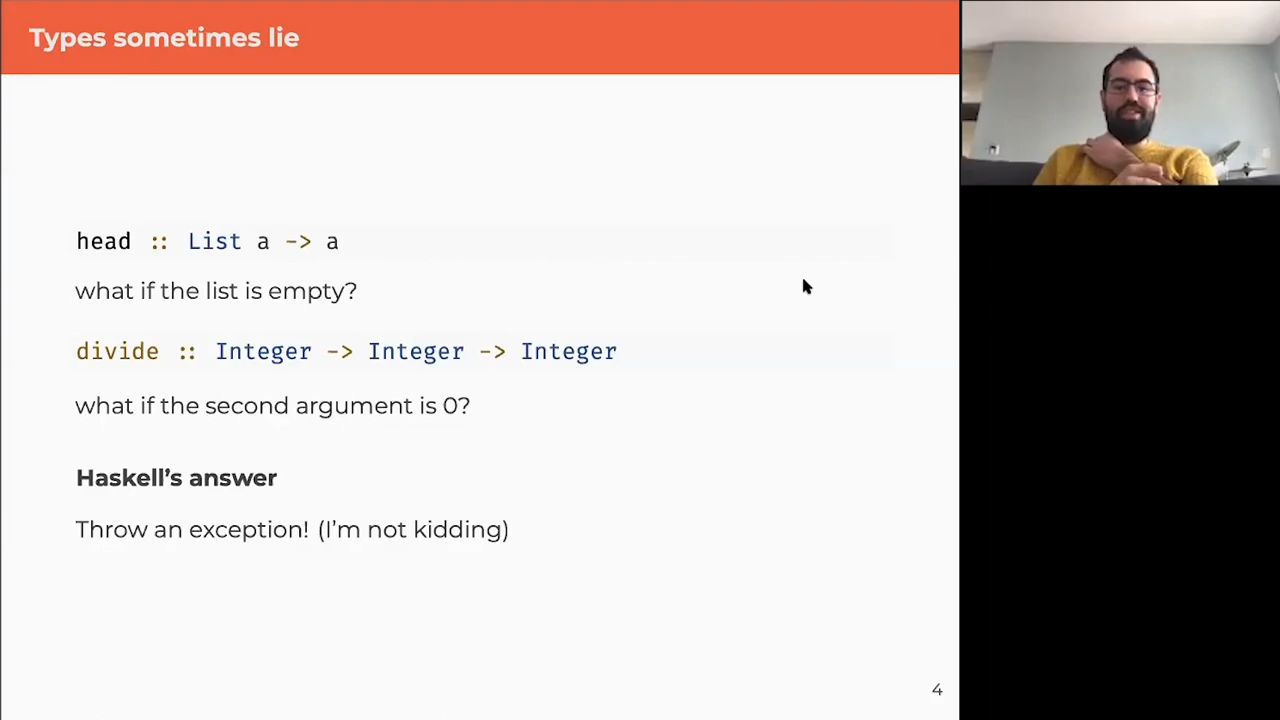 Types sometimes lie
head :: List a -> a
what if the list is empty?
divide :: Integer -> Integer -> Integer
what if the second argument is 0?
Haskell’s answer
Throw an exception! (I’m not kidding)
4